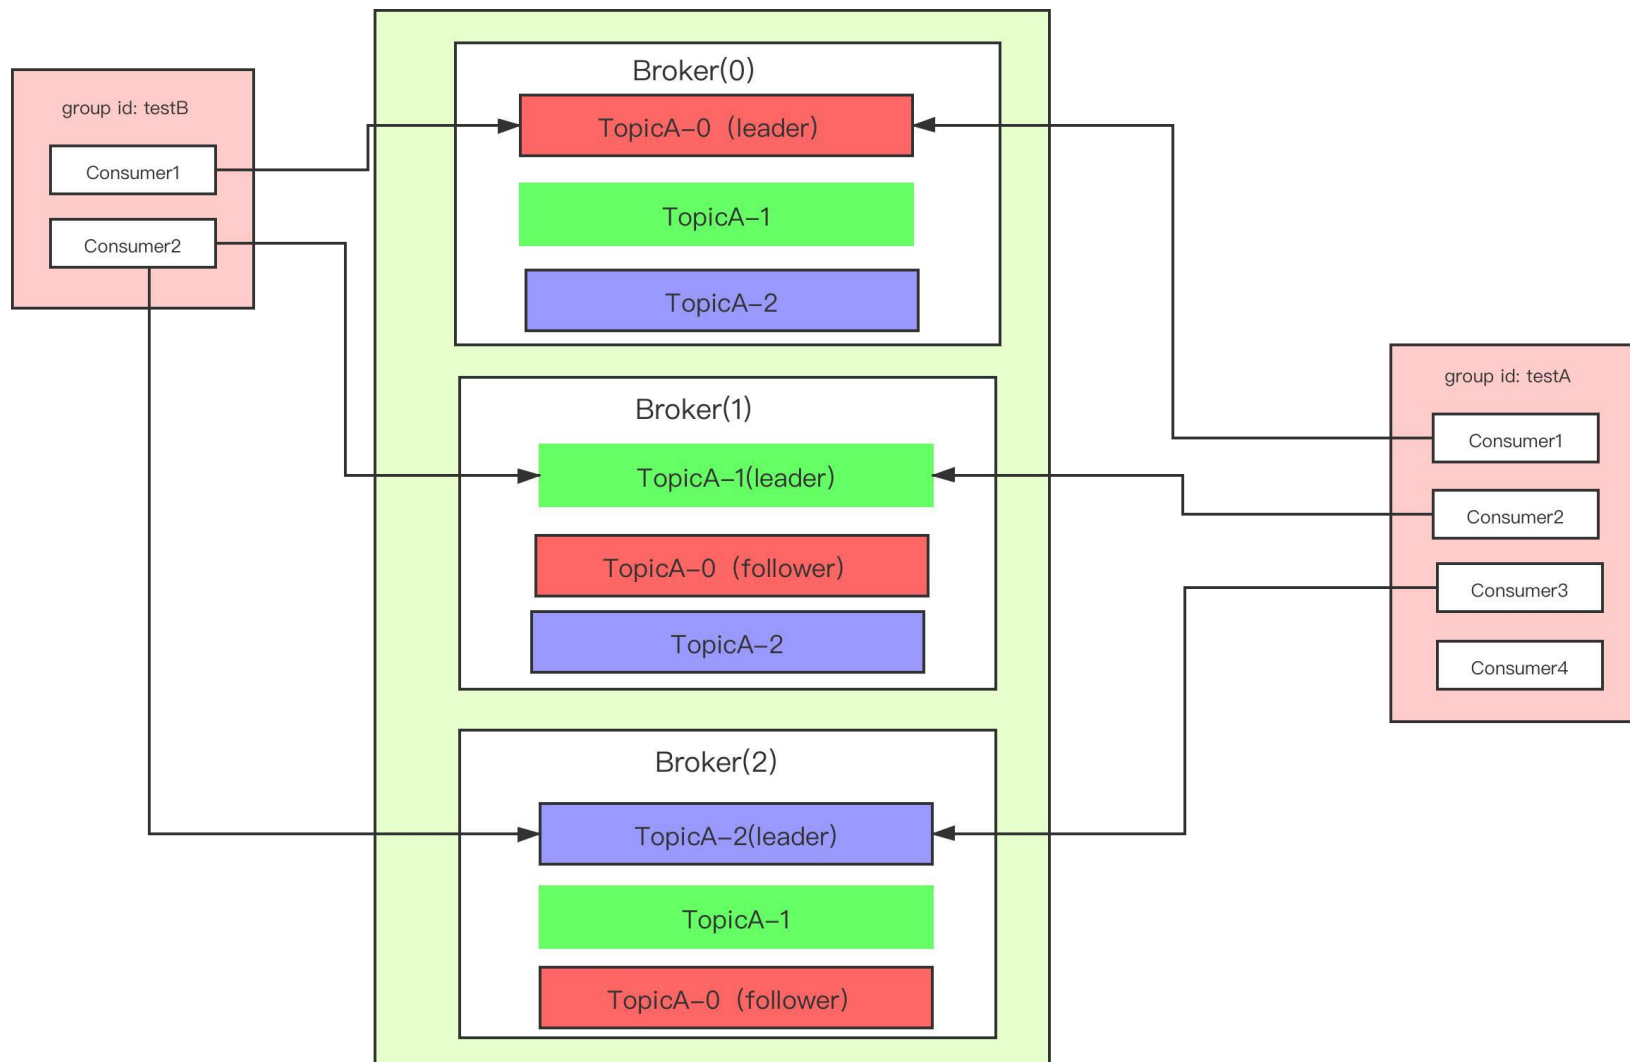 group id: testB
Consumer1
Consumer2
Broker(0)
TopicA-0 (leader)
TopicA-1
TopicA-2
Broker(1)
TopicA-1(leader)
TopicA-0 (follower)
TopicA-2
Broker(2)
TopicA-2(leader)
TopicA-1
TopicA-0 (follower)
group id: testA
Consumer1
Consumer2
Consumer3
Consumer4